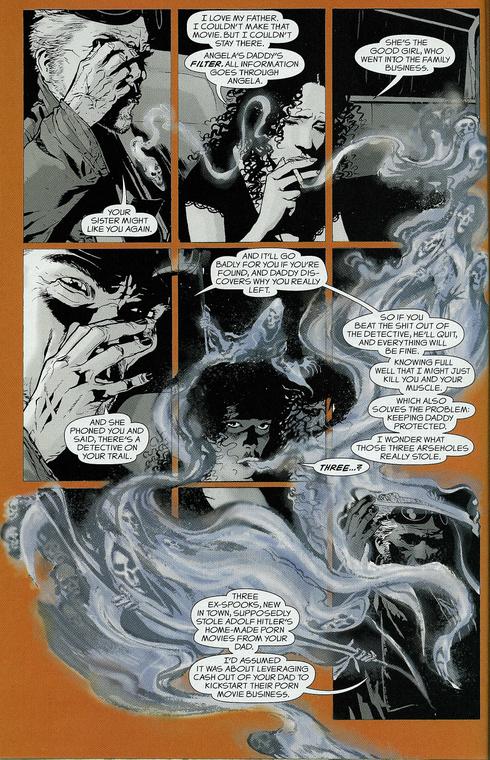 YOUR
SISTER MIGHT
LIKE YOU AGAIN.
I LOVE MY FATHER.
I COULDN'T MAKE THAT
MOVIE. BUT I COULDN'T
STAY THERE.
ANGELA'S DADDY'S
FILTER. ALL INFORMATION
GOES THROUGH
ANGELA.
SHE'S THE
GOOD GIRL, WHO
WENT INTO THE FAMILY
BUSINESS.
AND SHE
PHONED YOU AND
SAID, THERE'S A
DETECTIVE ON
YOUR TRAIL.
AND IT'LL GO
BADLY FOR YOU IF YOU'RE
FOUND, AND DADDY DIS-
COVERS WHY YOU REALLY
LEFT.
SO IF YOU
BEAT THE SHIT OUT OF
THE DETECTIVE, HE'LL QUIT,
AND EVERYTHING WILL
BE FINE.
KNOWING FULL
WELL THAT I MIGHT JUST
KILL YOU AND YOUR
MUSCLE.
WHICH ALSO
SOLVES THE PROBLEM:
KEEPING DADDY
PROTECTED.
I WONDER WHAT
THOSE THREE ARSEHOLES
REALLY STOLE.
THREE...?
THREE
EX-SPOOKS, NEW
IN TOWN, SUPPOSEDLY
STOLE ADOLF HITLER'S
HOME-MADE PORN
MOVIES FROM YOUR
DAD.
I'D ASSUMED
IT WAS ABOUT LEVERAGING
CASH OUT OF YOUR DAD TO
KICKSTART THEIR PORN
MOVIE BUSINESS.